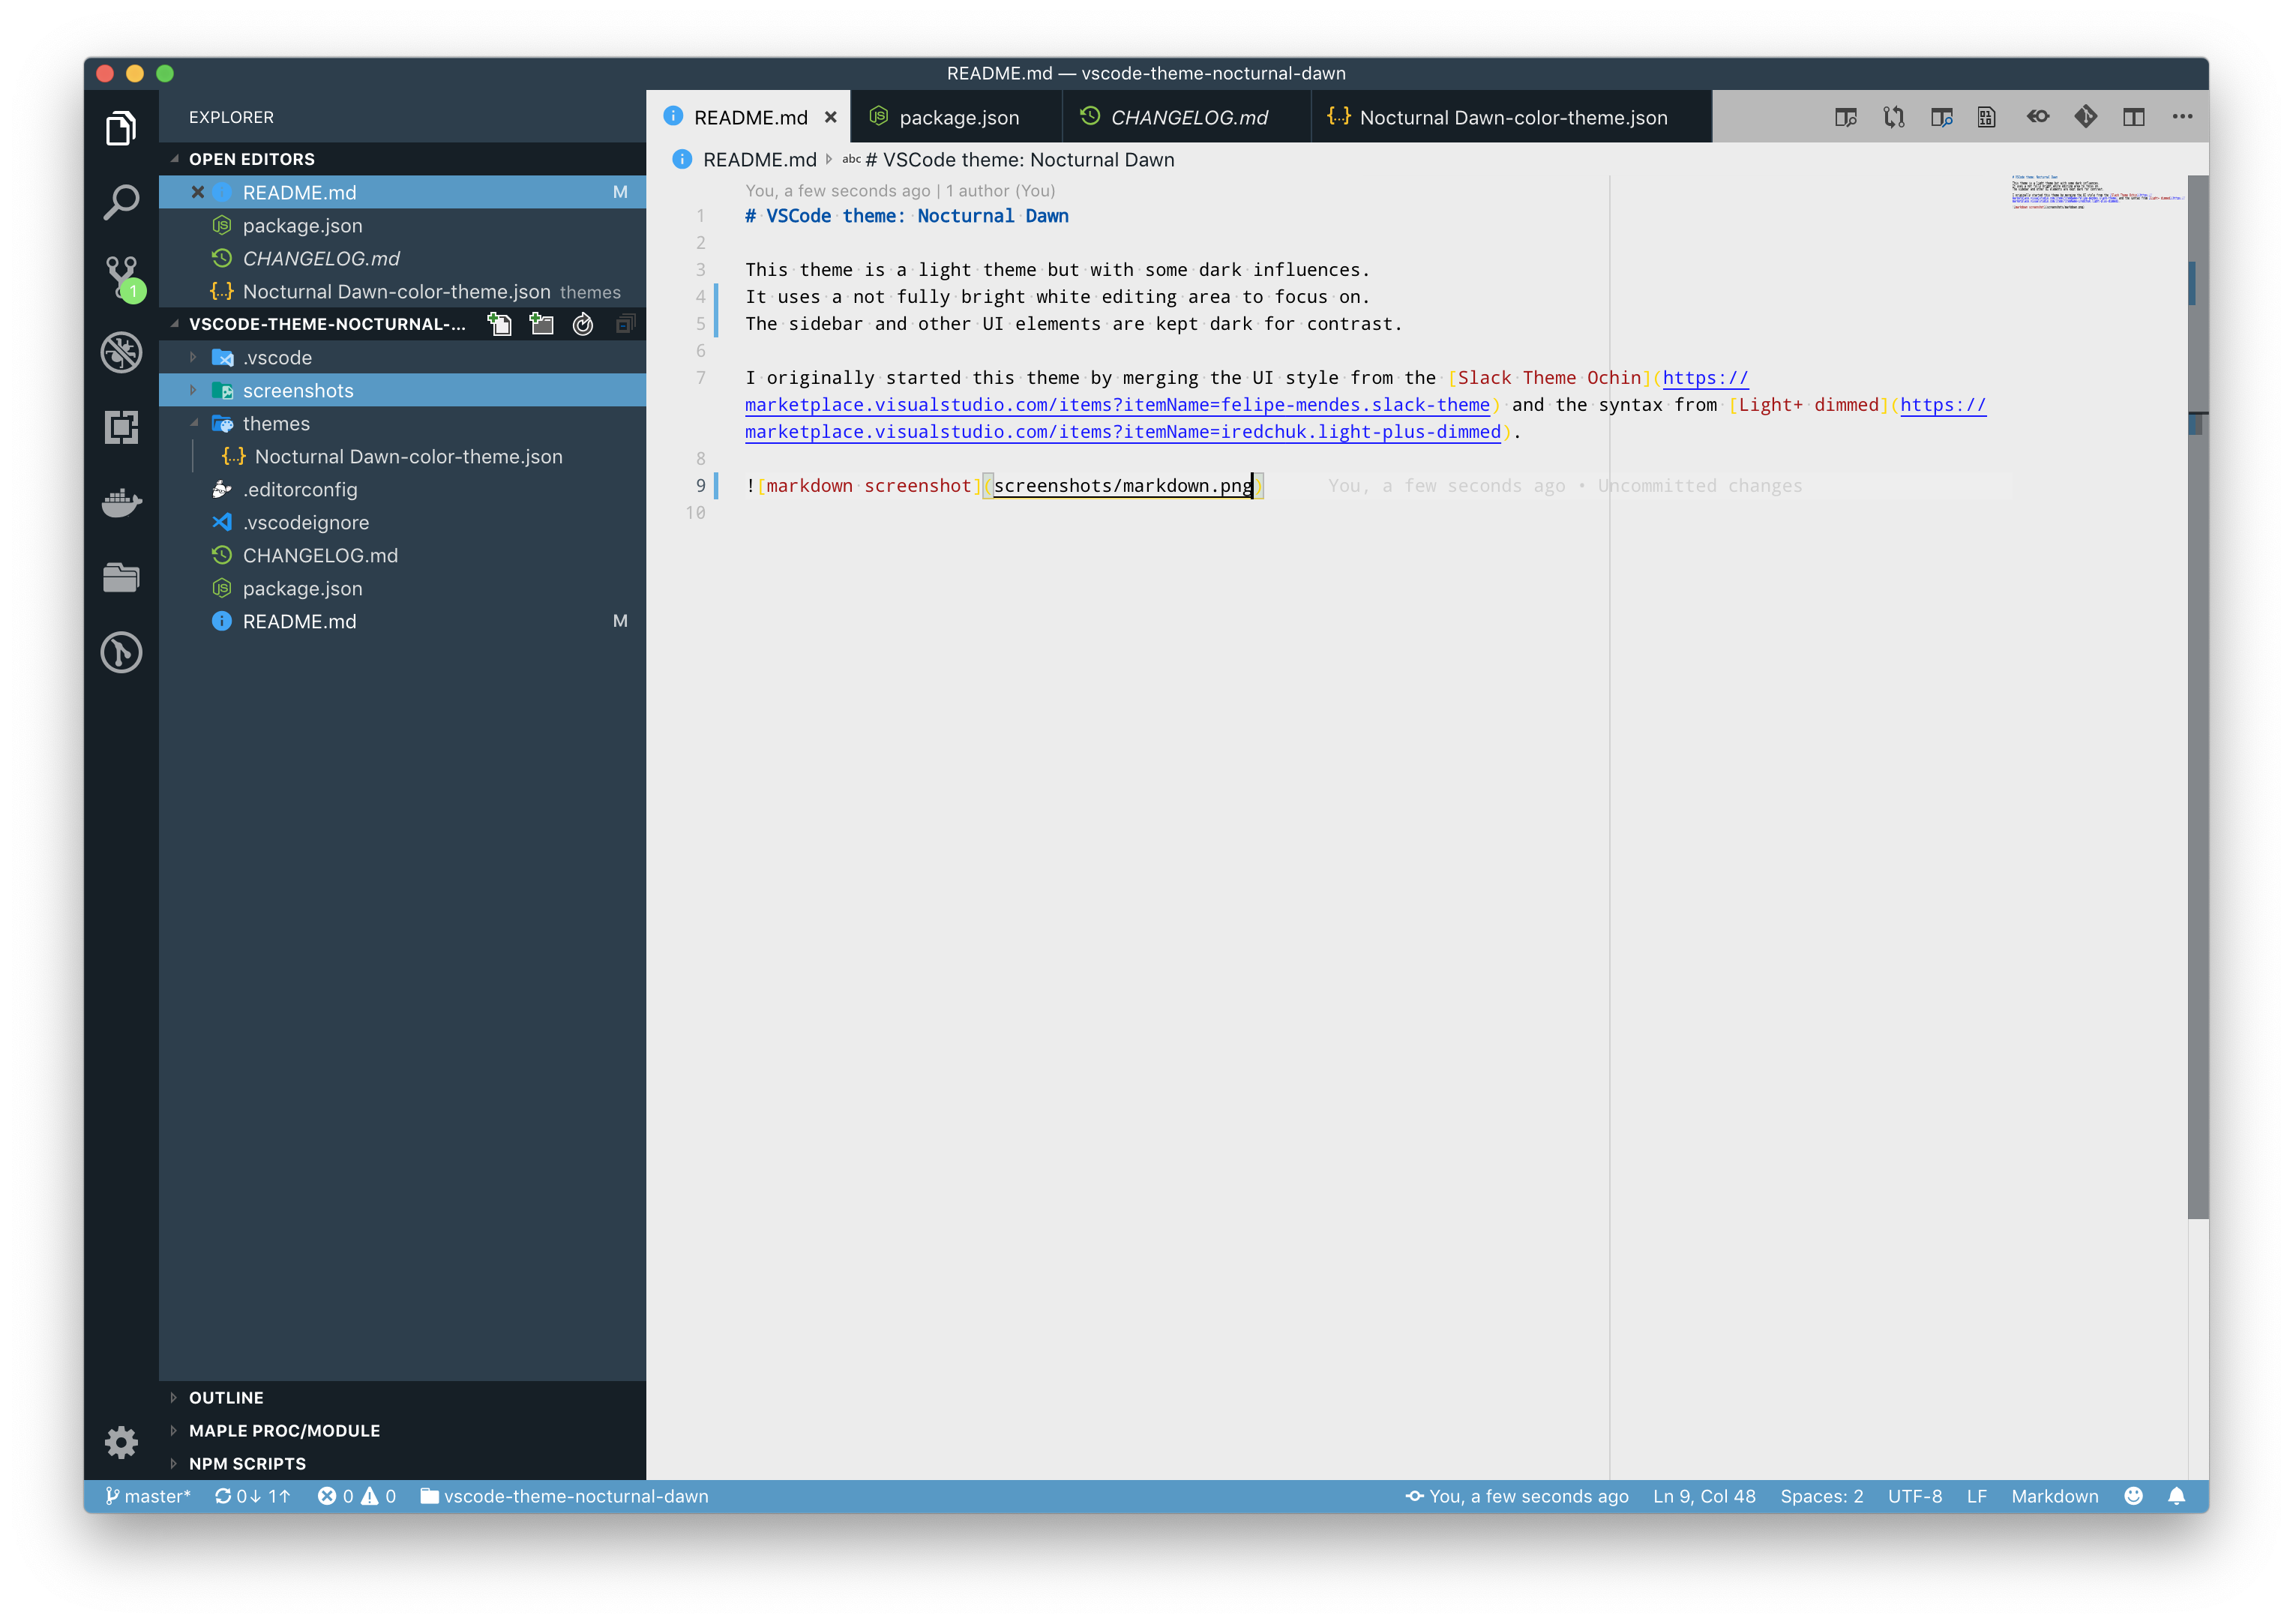 README.md — vscode-theme-nocturnal-dawn
EXPLORER
OPEN EDITORS
README.md M
package.json
CHANGELOG.md
Nocturnal Dawn-color-theme.json themes
VSCODE-THEME-NOCTURNAL-...
.vscode
screenshots
themes
Nocturnal Dawn-color-theme.json
.editorconfig
.vscodeignore
CHANGELOG.md
package.json
README.md M
OUTLINE
MAPLE PROC/MODULE
NPM SCRIPTS
README.md package.json CHANGELOG.md Nocturnal Dawn-color-theme.json
README.md abc # VSCode theme: Nocturnal Dawn
You, a few seconds ago | 1 author (You)
1 # VSCode theme: Nocturnal Dawn
2
3 This theme is a light theme but with some dark influences.
4 It uses a not fully bright white editing area to focus on.
5 The sidebar and other UI elements are kept dark for contrast.
6
7 I originally started this theme by merging the UI style from the [Slack Theme Ochin](https://
marketplace.visualstudio.com/items?itemName=felipe-mendes.slack-theme) and the syntax from [Light+ dimmed](https://
marketplace.visualstudio.com/items?itemName=iredchuk.light-plus-dimmed).
8
9 ![markdown screenshot](screenshots/markdown.png) You, a few seconds ago • Uncommitted changes
10
1
master* 0↓ 1↑ 0 0 vscode-theme-nocturnal-dawn You, a few seconds ago Ln 9, Col 48 Spaces: 2 UTF-8 LF Markdown